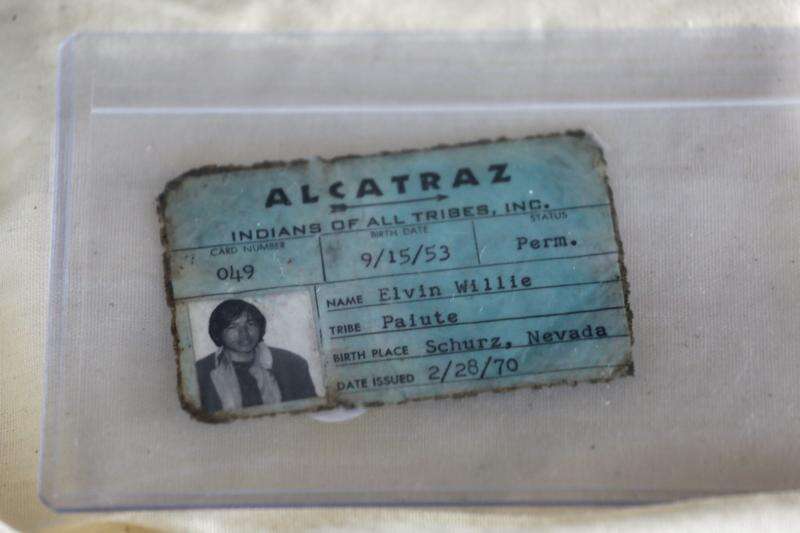 ALCATRAZ
INDIANS OF ALL TRIBES, INC.
CARD NUMBER BIRTH DATE STATUS
049 9/15/53 Perm.
NAME Elvin Willie
TRIBE Paiute
BIRTH PLACE Schurz, Nevada
DATE ISSUED 2/28/70